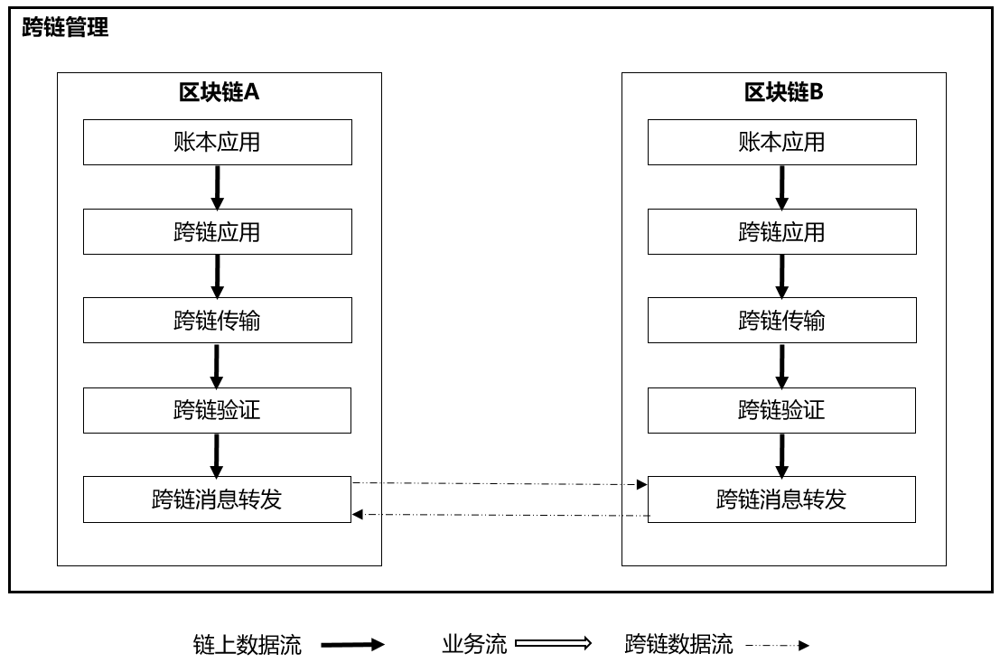 跨链管理
区块链A
账本应用
跨链应用
跨链传输
跨链验证
跨链消息转发
区块链B
账本应用
跨链应用
跨链传输
跨链验证
跨链消息转发
链上数据流
业务流
跨链数据流